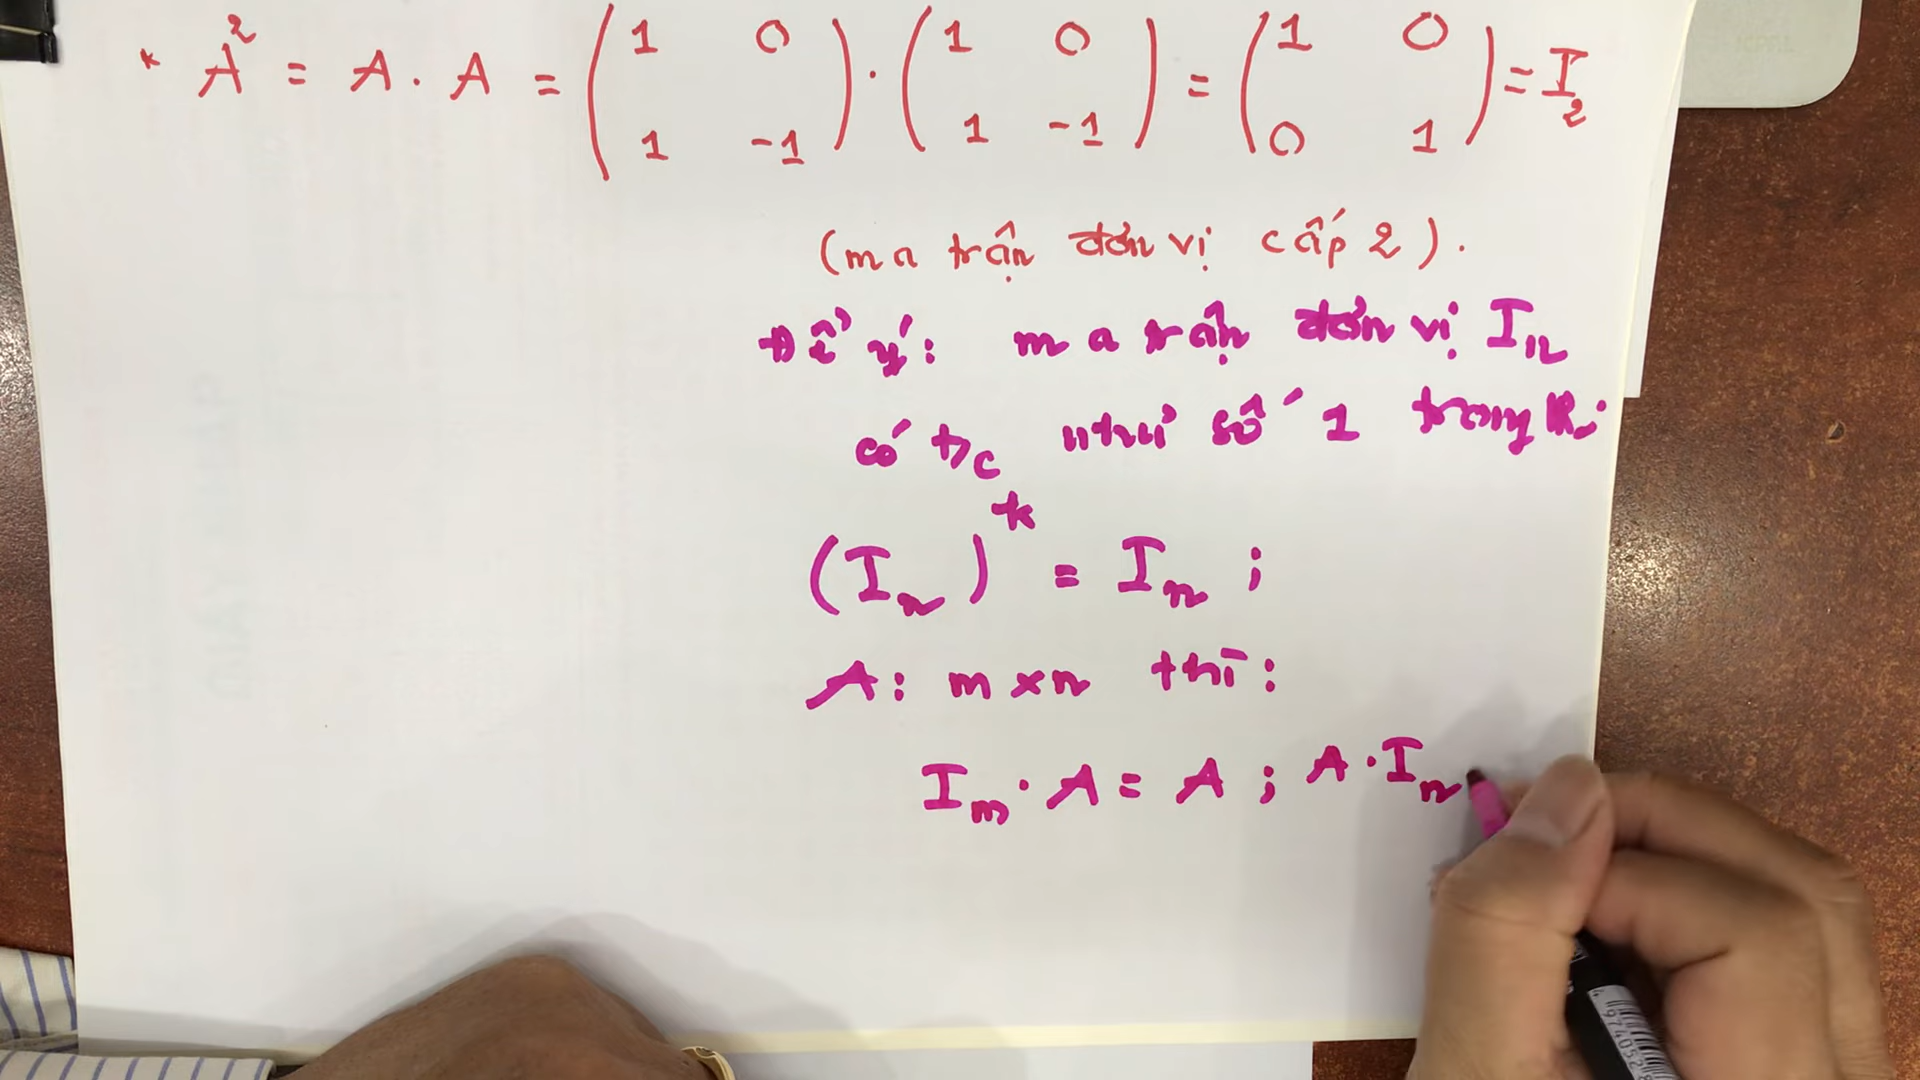 * A² = A . A = ( 1 0 1 -1 ) . ( 1 0 1 -1 ) = ( 1 0 0 1 ) = I₂
(ma trận đơn vị cấp 2).
Để ý: ma trận đơn vị Iₙ
có t/c như số 1 trong R:
(Iₙ)ᵏ = Iₙ ;
A: m×n thì:
Iₘ . A = A ; A . Iₙ